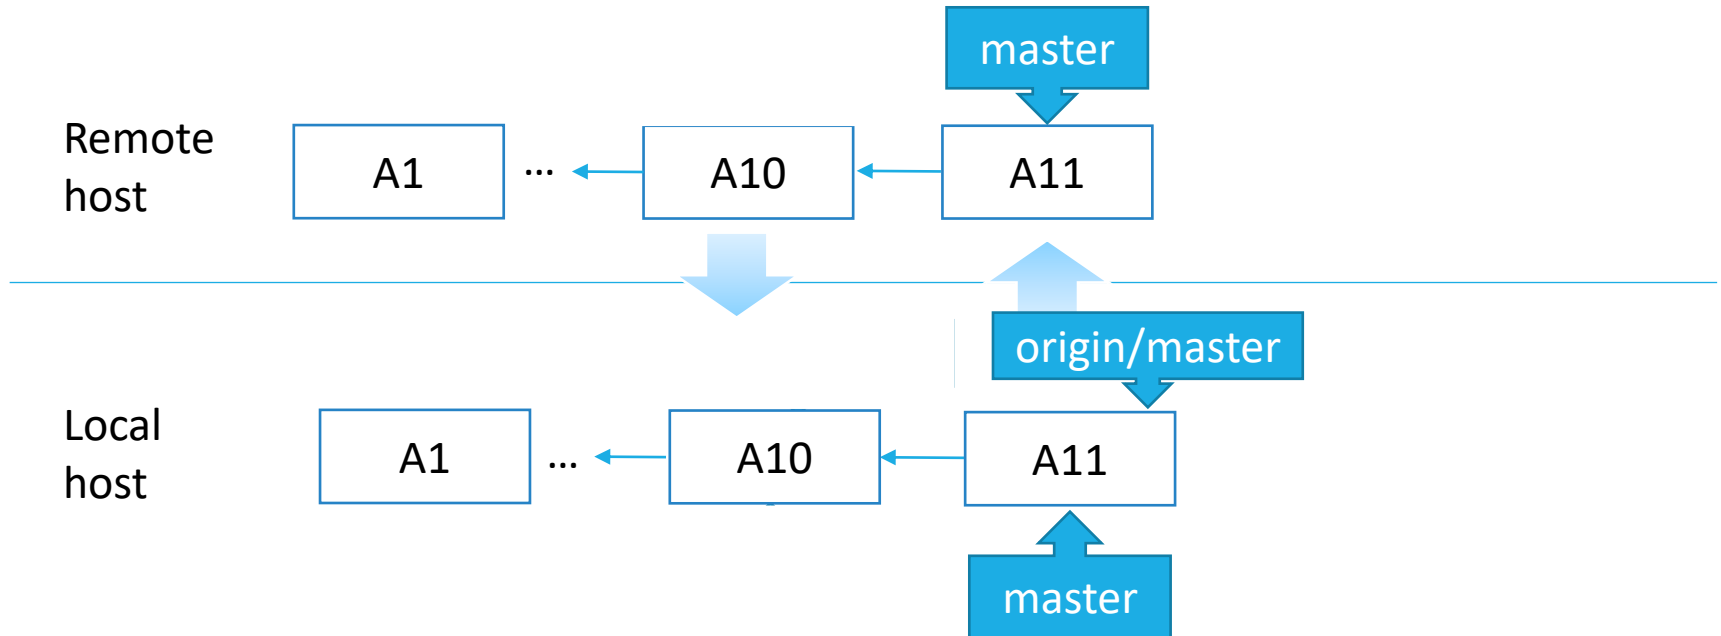 master
Remote
host
A1 ... A10 A11
origin/master
Local
host
A1 ... A10 A11
master